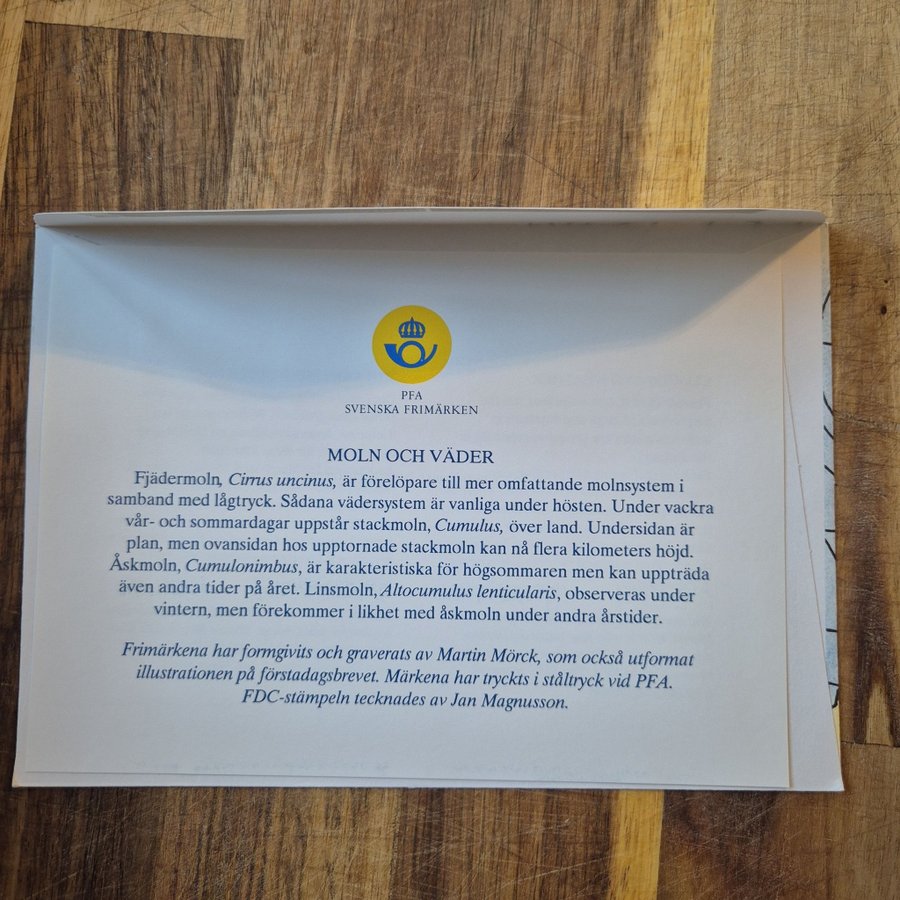 PFA
SVENSKA FRIMÄRKEN
MOLN OCH VÄDER
Fjädermoln, Cirrus uncinus, är förelöpare till mer omfattande molnsystem i
samband med lågtryck. Sådana vädersystem är vanliga under hösten. Under vackra
vår- och sommardagar uppstår stackmoln, Cumulus, över land. Undersidan är
plan, men ovansidan hos upptornade stackmoln kan nå flera kilometers höjd.
Åskmoln, Cumulonimbus, är karakteristiska för högsommaren men kan uppträda
även andra tider på året. Linsmoln, Altocumulus lenticularis, observeras under
vintern, men förekommer i likhet med åskmoln under andra årstider.
Frimärkena har formgivits och graverats av Martin Mörck, som också utformat
illustrationen på förstadagsbrevet. Märkena har tryckts i ståltryck vid PFA.
FDC-stämpeln tecknades av Jan Magnusson.